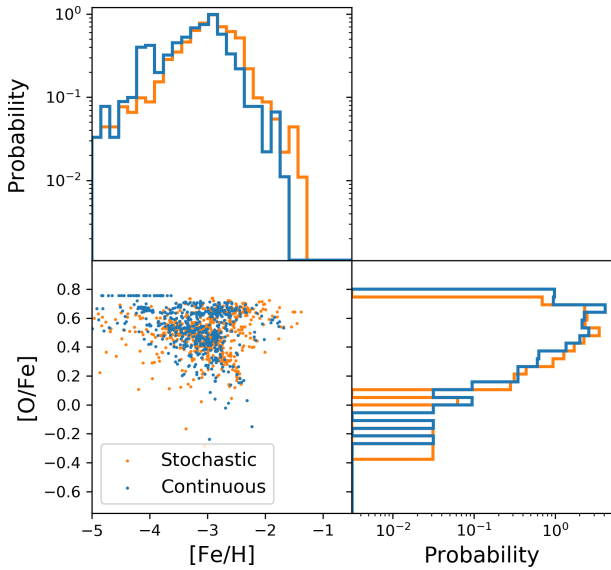 10⁰
10⁻¹
10⁻²
Probability
0.8
0.6
0.4
0.2
0.0
−0.2
−0.4
−0.6
[O/Fe]
Stochastic
Continuous
−5 −4 −3 −2 −1
[Fe/H]
10⁻² 10⁻¹ 10⁰
Probability